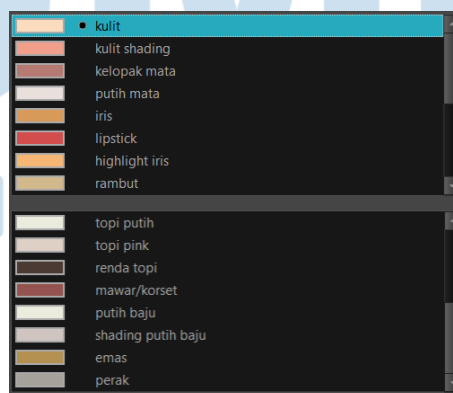 kulit
kulit shading
kelopak mata
putih mata
iris
lipstick
highlight iris
rambut
topi putih
topi pink
renda topi
mawar/korset
putih baju
shading putih baju
emas
perak